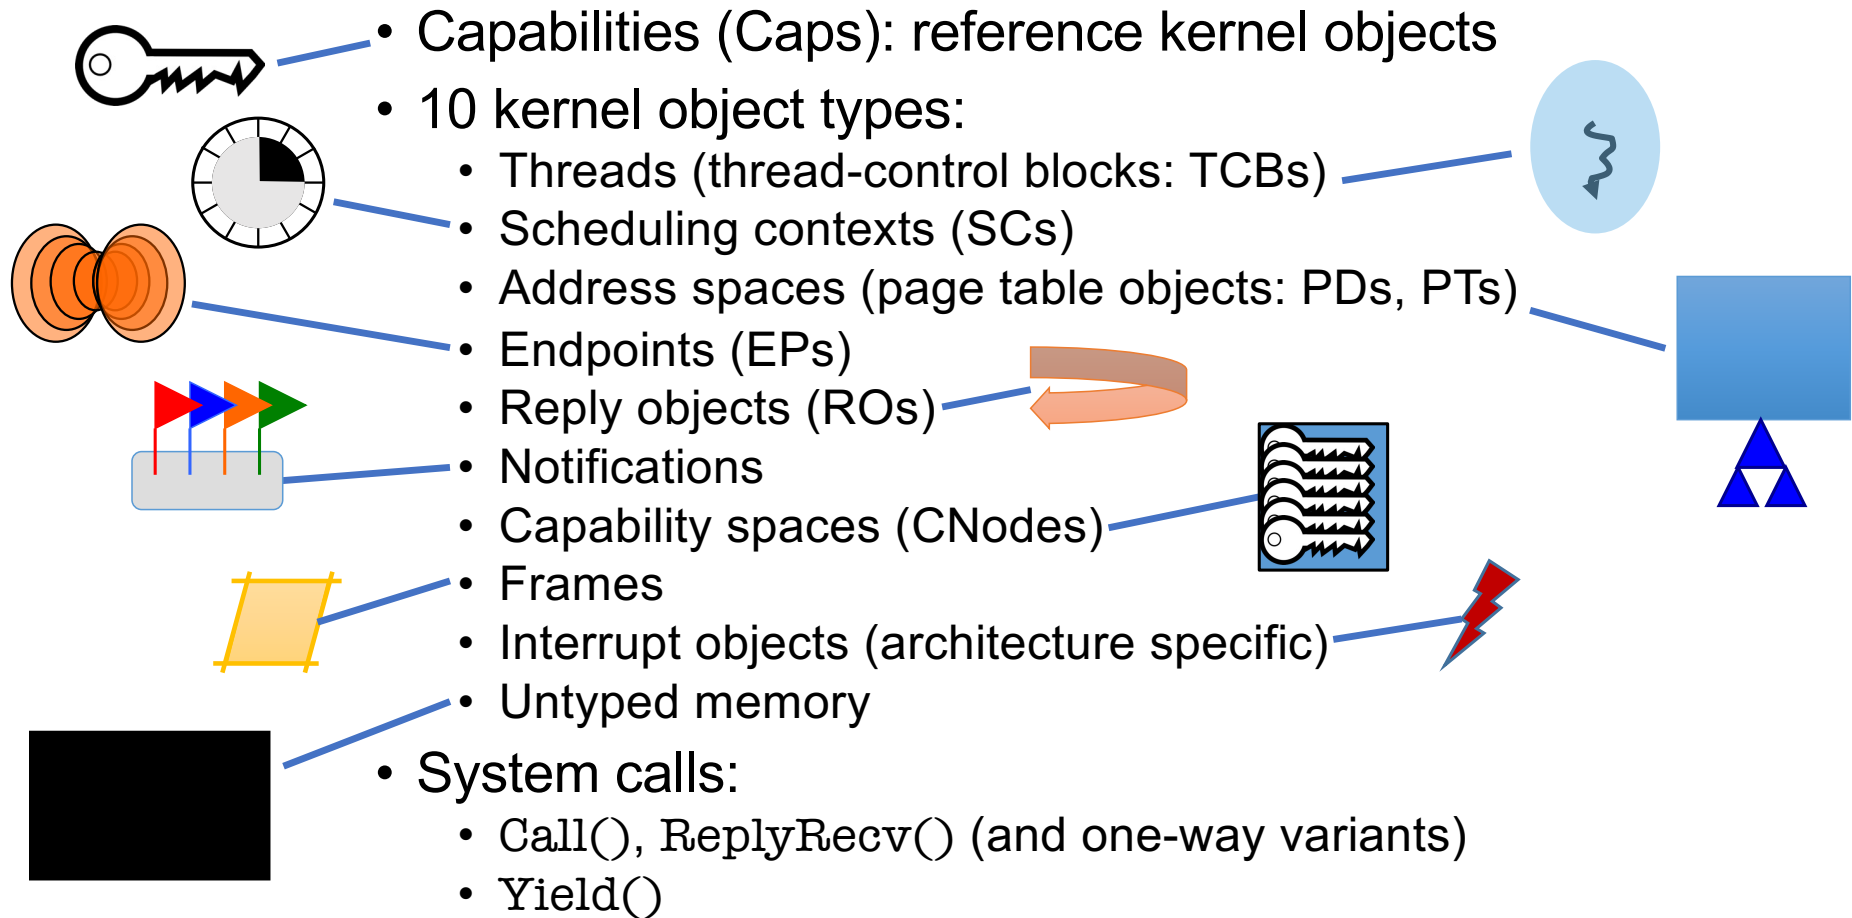 • Capabilities (Caps): reference kernel objects
• 10 kernel object types:
• Threads (thread-control blocks: TCBs)
• Scheduling contexts (SCs)
• Address spaces (page table objects: PDs, PTs)
• Endpoints (EPs)
• Reply objects (ROs)
• Notifications
• Capability spaces (CNodes)
• Frames
• Interrupt objects (architecture specific)
• Untyped memory
• System calls:
• Call(), ReplyRecv() (and one-way variants)
• Yield()